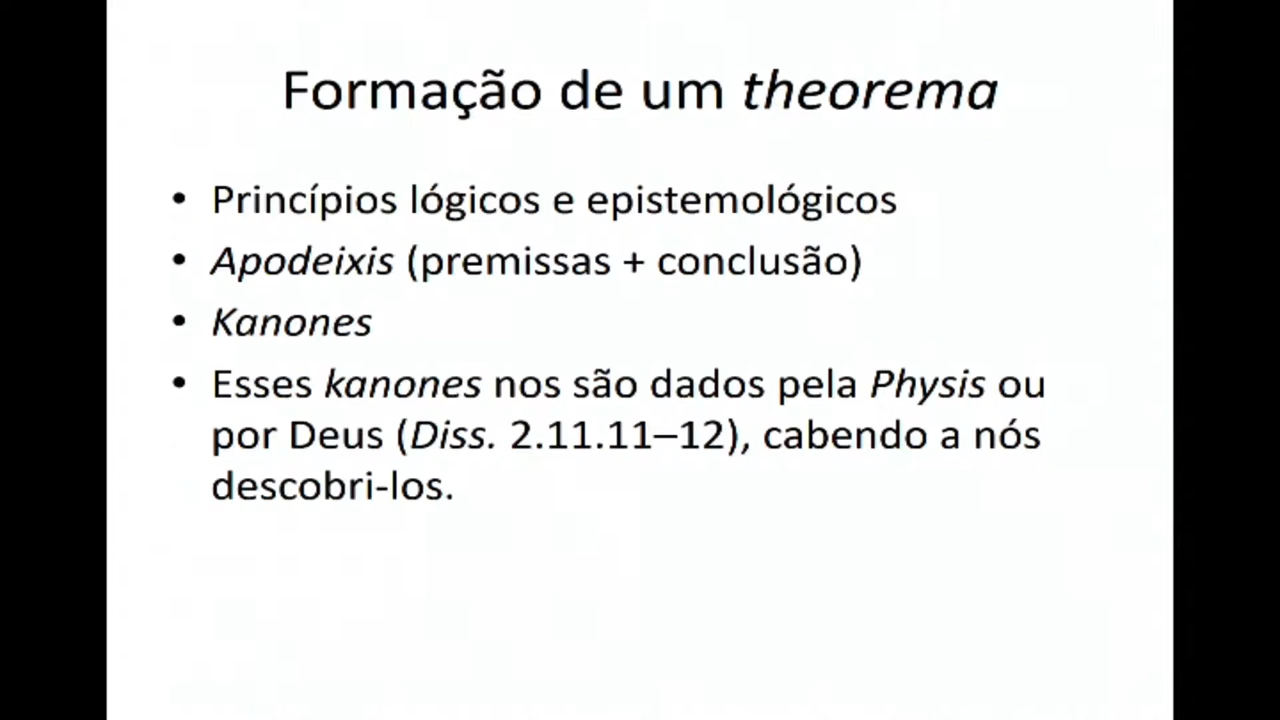 Formação de um theorema
• Princípios lógicos e epistemológicos
• Apodeixis (premissas + conclusão)
• Kanones
• Esses kanones nos são dados pela Physis ou
por Deus (Diss. 2.11.11–12), cabendo a nós
descobri-los.